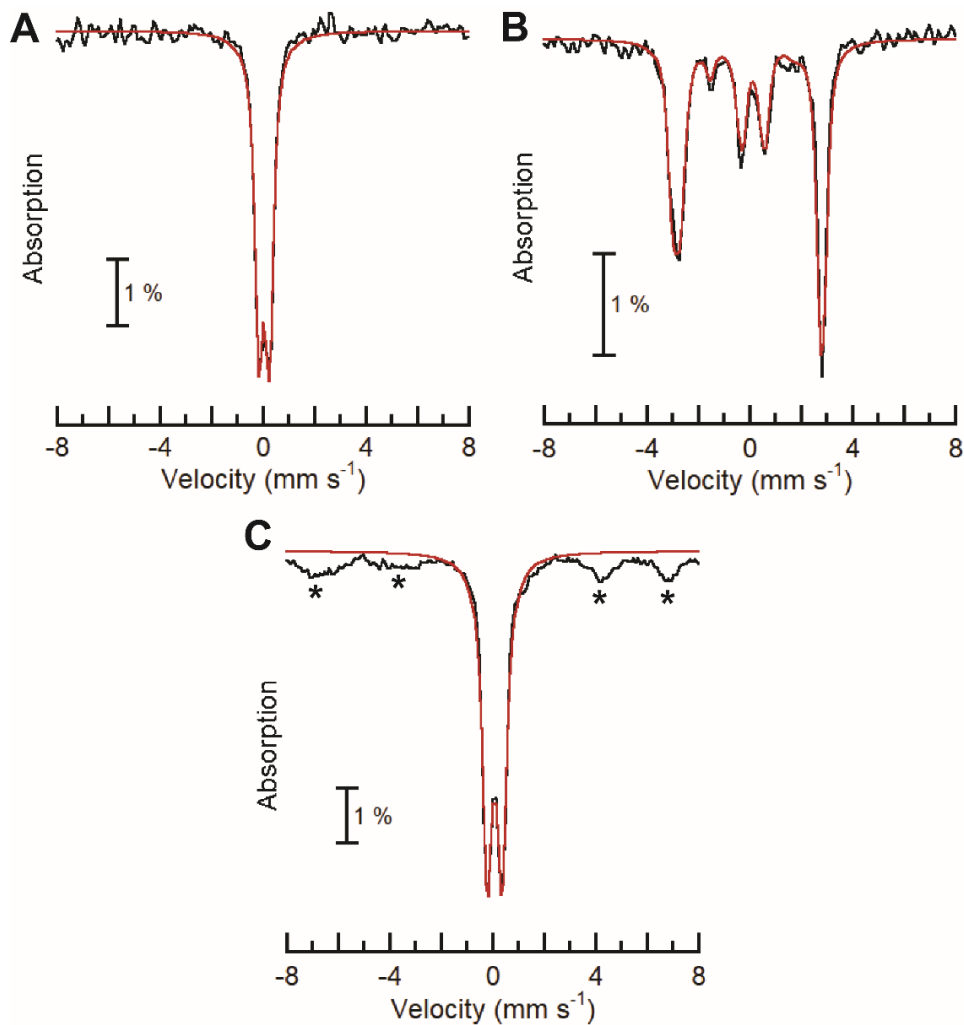 A
Absorption
1 %
-8 -4 0 4 8
Velocity (mm s⁻¹)
B
Absorption
1 %
-8 -4 0 4 8
Velocity (mm s⁻¹)
C
* * * *
Absorption
1 %
-8 -4 0 4 8
Velocity (mm s⁻¹)